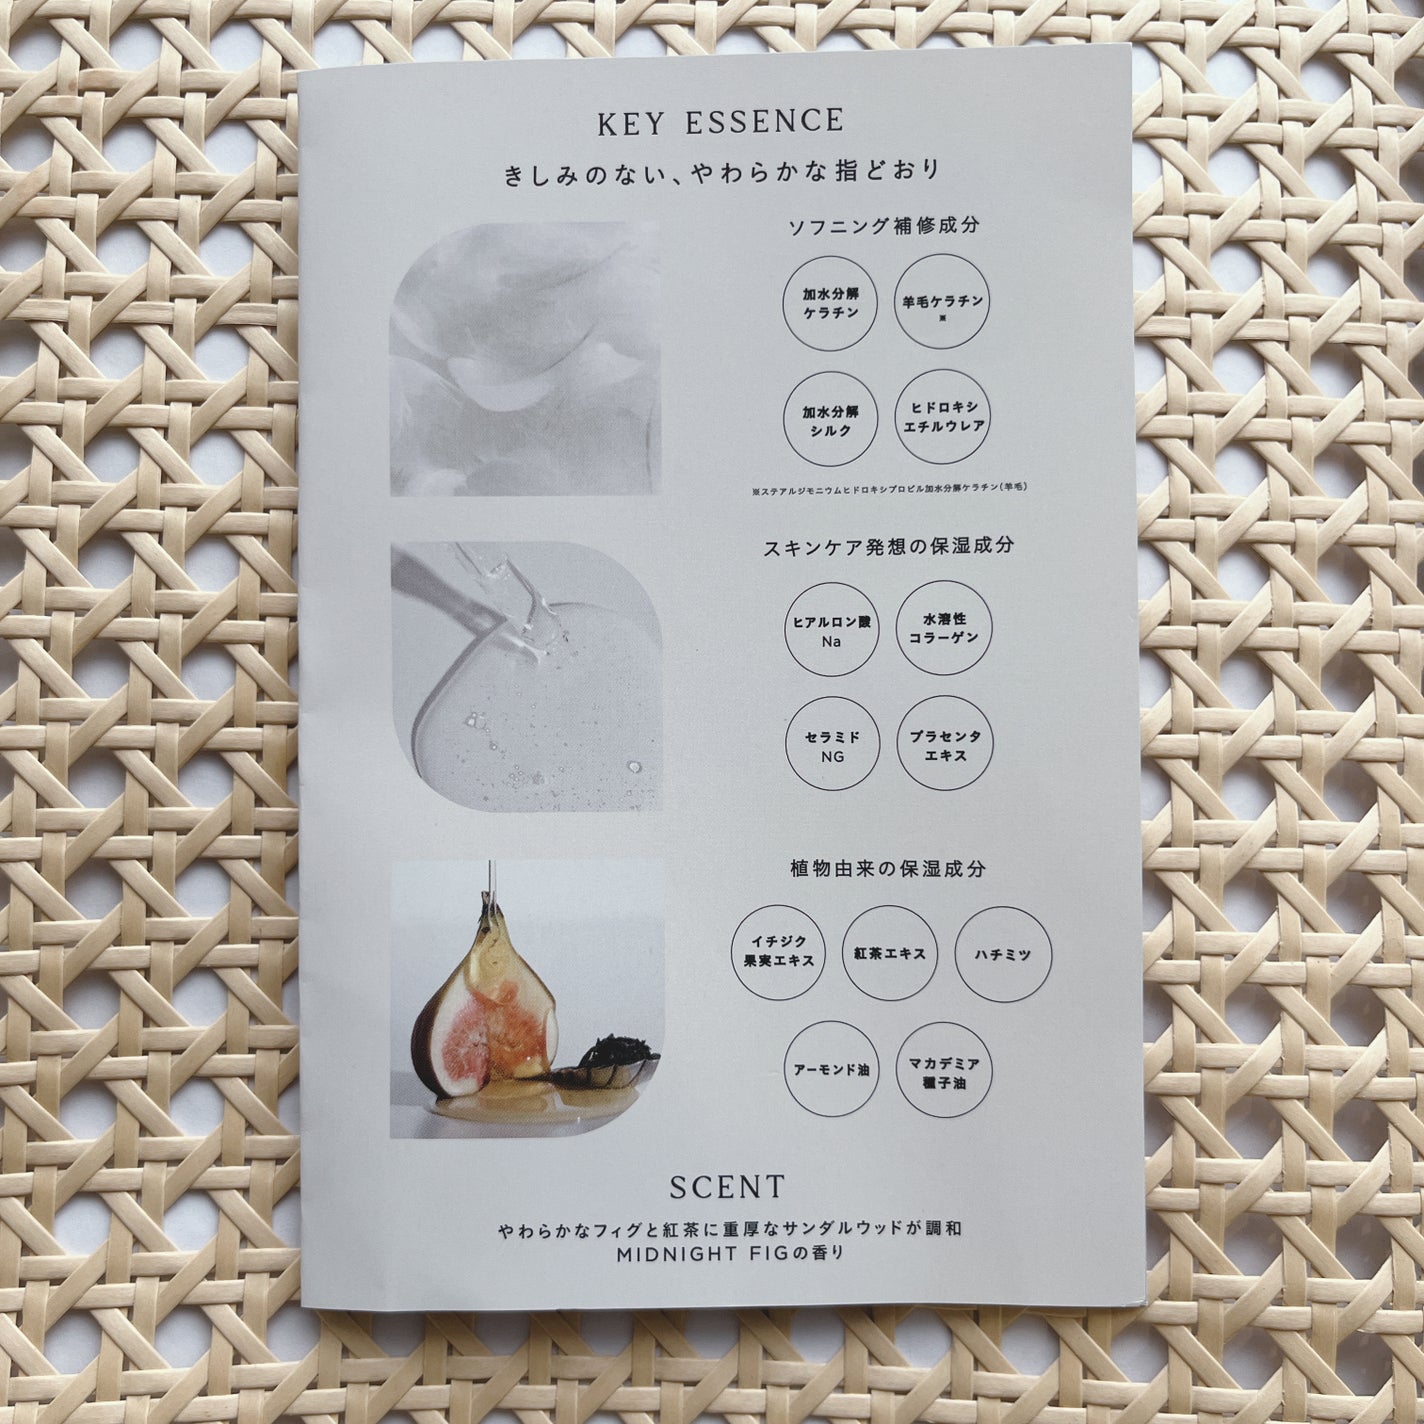 KEY ESSENCE
きしみのない、やわらかな指どおり
ソフニング補修成分
加水分解
ケラチン
羊毛ケラチン
※
加水分解
シルク
ヒドロキシ
エチルウレア
※ステアルジモニウムヒドロキシプロピル加水分解ケラチン(羊毛)
スキンケア発想の保湿成分
ヒアルロン酸
Na
水溶性
コラーゲン
セラミド
NG
プラセンタ
エキス
植物由来の保湿成分
イチジク
果実エキス
紅茶エキス
ハチミツ
アーモンド油
マカデミア
種子油
SCENT
やわらかなフィグと紅茶に重厚なサンダルウッドが調和
MIDNIGHT FIGの香り